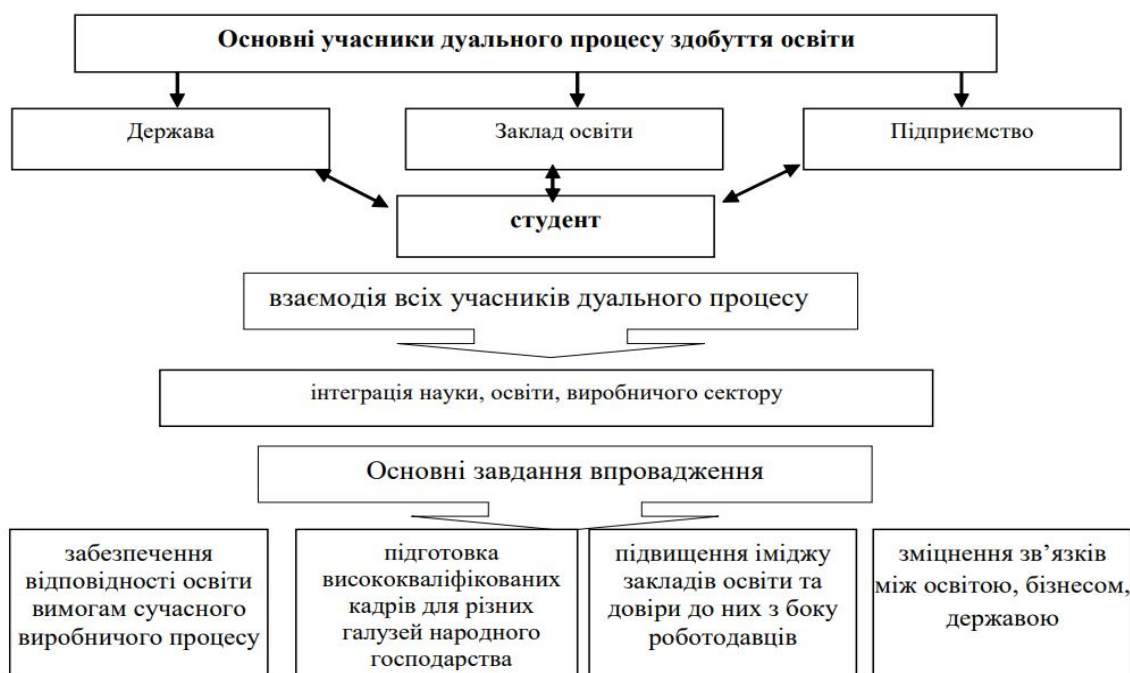 Основні учасники дуального процесу здобуття освіти
Держава
Заклад освіти
Підприємство
студент
взаємодія всіх учасників дуального процесу
інтеграція науки, освіти, виробничого сектору
Основні завдання впровадження
забезпечення
відповідності освіти
вимогам сучасного
виробничого процесу
підготовка
висококваліфікованих
кадрів для різних
галузей народного
господарства
підвищення іміджу
закладів освіти та
довіри до них з боку
роботодавців
зміцнення зв’язків
між освітою, бізнесом,
державою